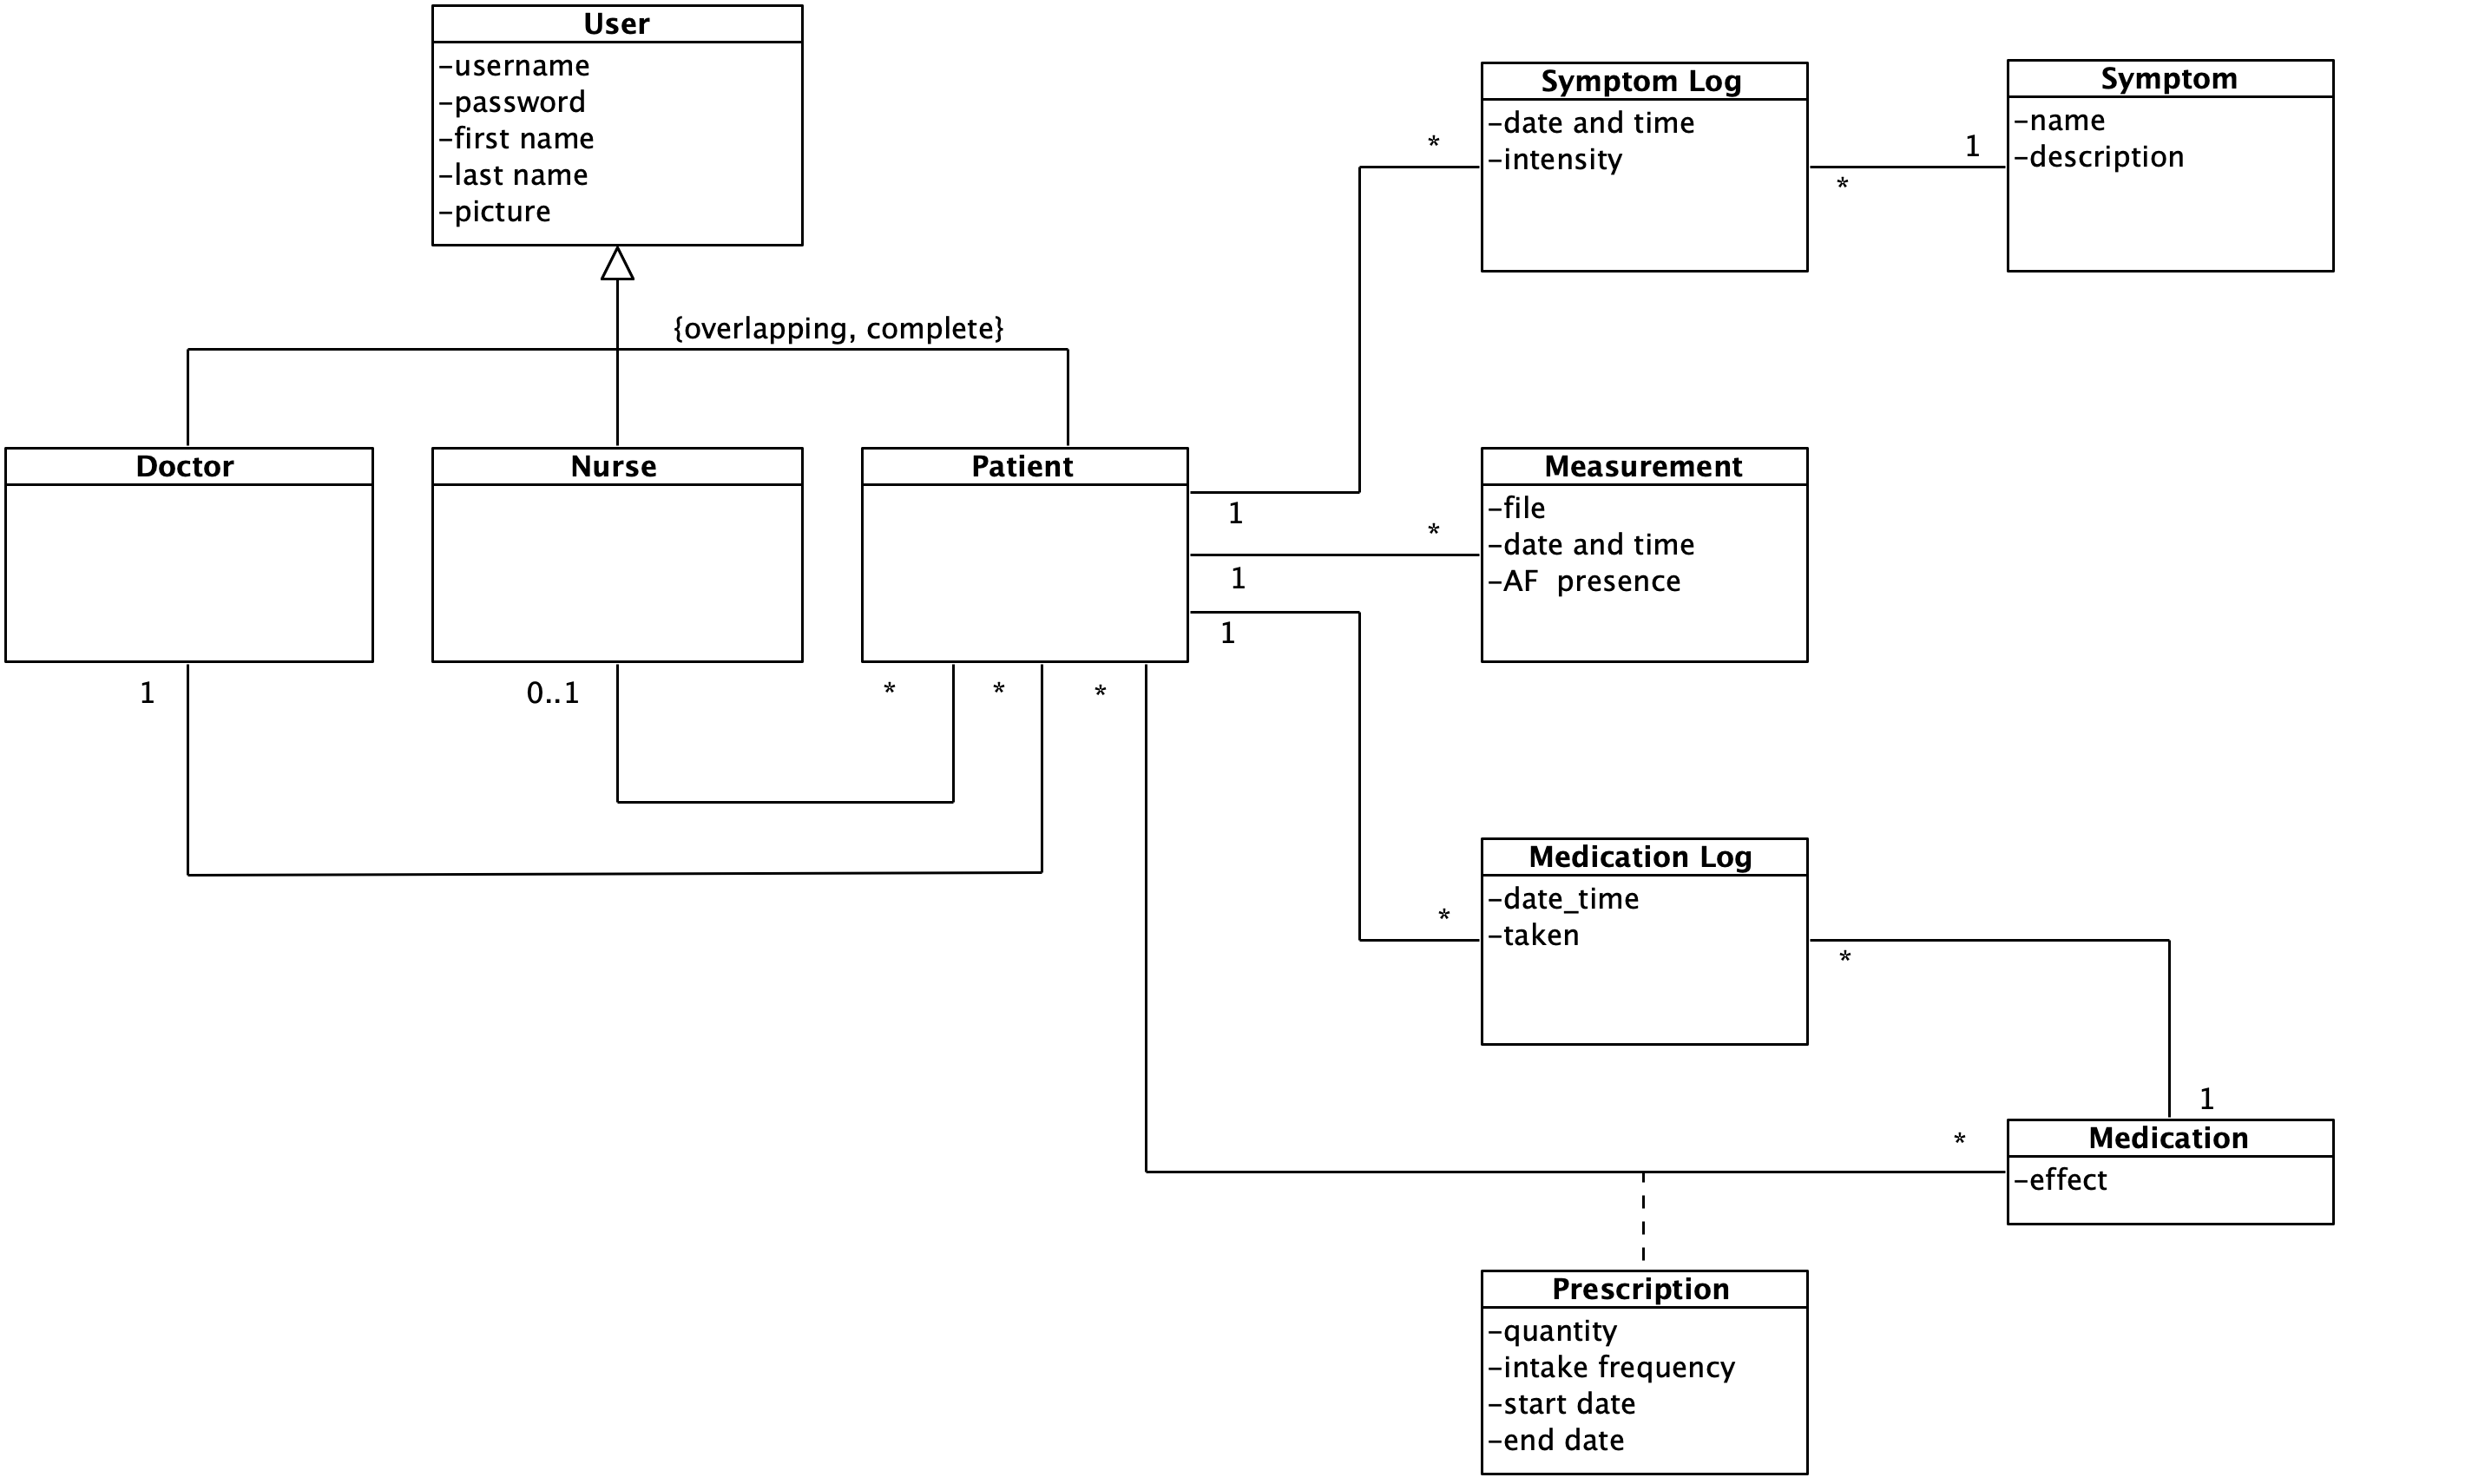 User
-username
-password
-first name
-last name
-picture
{overlapping, complete}
Doctor
Nurse
Patient
1
0..1
*
*
*
Symptom Log
-date and time
-intensity
*
*
1
Symptom
-name
-description
1
1
1
*
Measurement
-file
-date and time
-AF  presence
*
Medication Log
-date_time
-taken
*
1
*
Medication
-effect
Prescription
-quantity
-intake frequency
-start date
-end date